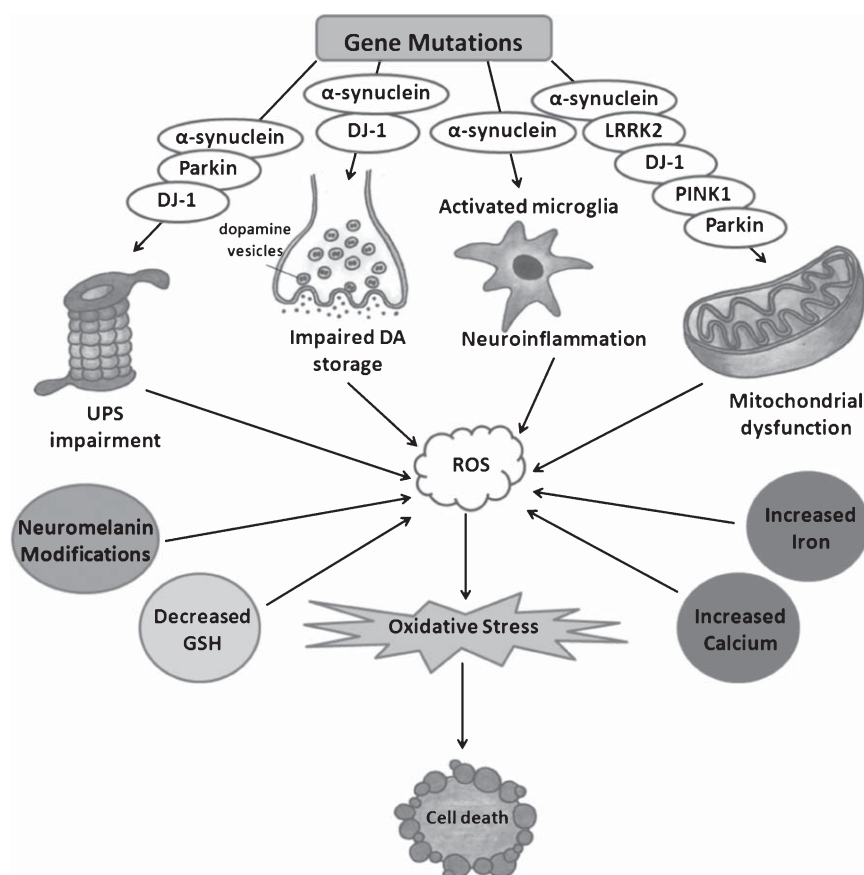 Gene Mutations
α-synuclein
Parkin
DJ-1
α-synuclein
DJ-1
α-synuclein
α-synuclein
LRRK2
DJ-1
PINK1
Parkin
dopamine
vesicles
Activated microglia
UPS
impairment
Impaired DA
storage
Neuroinflammation
Mitochondrial
dysfunction
ROS
Neuromelanin
Modifications
Decreased
GSH
Increased
Iron
Increased
Calcium
Oxidative Stress
Cell death